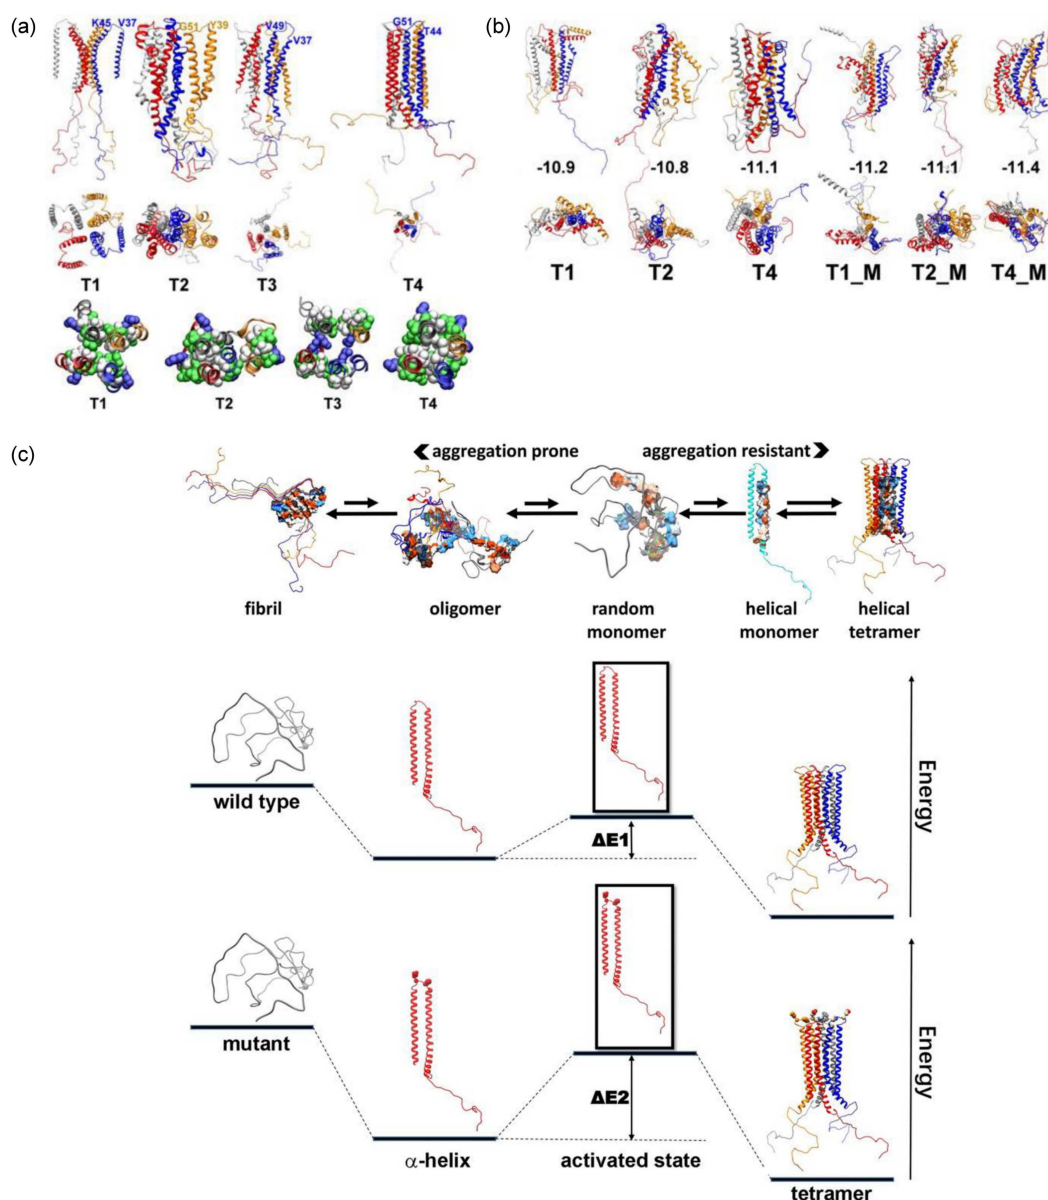 (a)
K45 V37
G51 Y39
V49
V37
G51
T44
T1 T2 T3 T4
T1 T2 T3 T4
(b)
-10.9 -10.8 -11.1 -11.2 -11.1 -11.4
T1 T2 T4 T1_M T2_M T4_M
(c)
aggregation prone aggregation resistant
fibril oligomer random helical helical
monomer monomer tetramer
wild type
ΔE1
Energy
mutant
ΔE2
Energy
α-helix activated state
tetramer